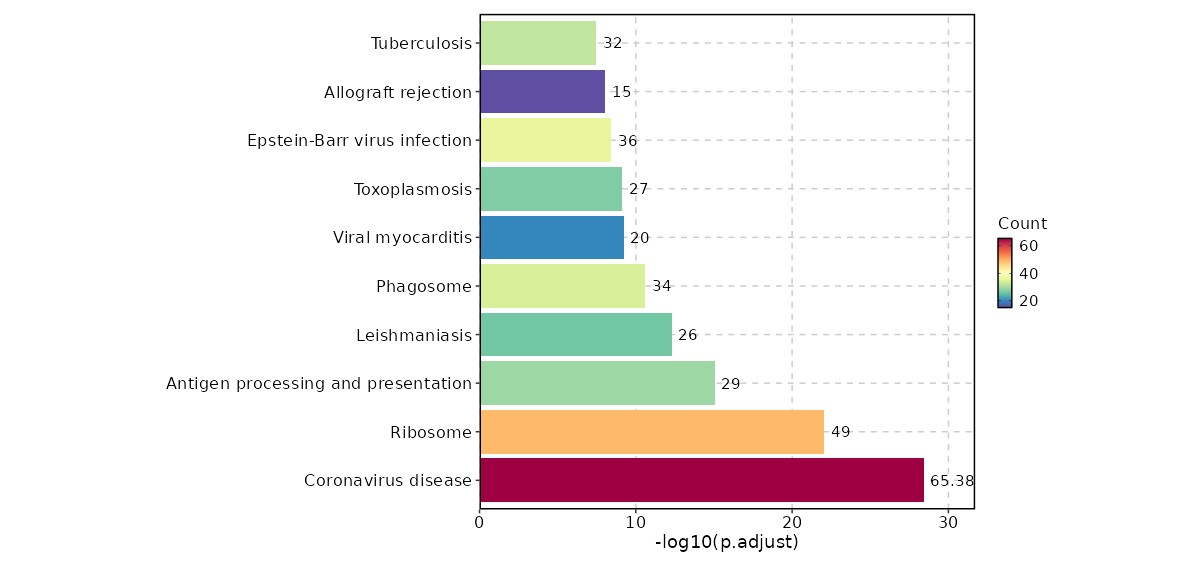 Tuberculosis 32
Allograft rejection 15
Epstein-Barr virus infection 36
Toxoplasmosis 27
Viral myocarditis 20
Phagosome 34
Leishmaniasis 26
Antigen processing and presentation 29
Ribosome 49
Coronavirus disease 65.38
0 10 20 30
-log10(p.adjust)
Count
60
40
20